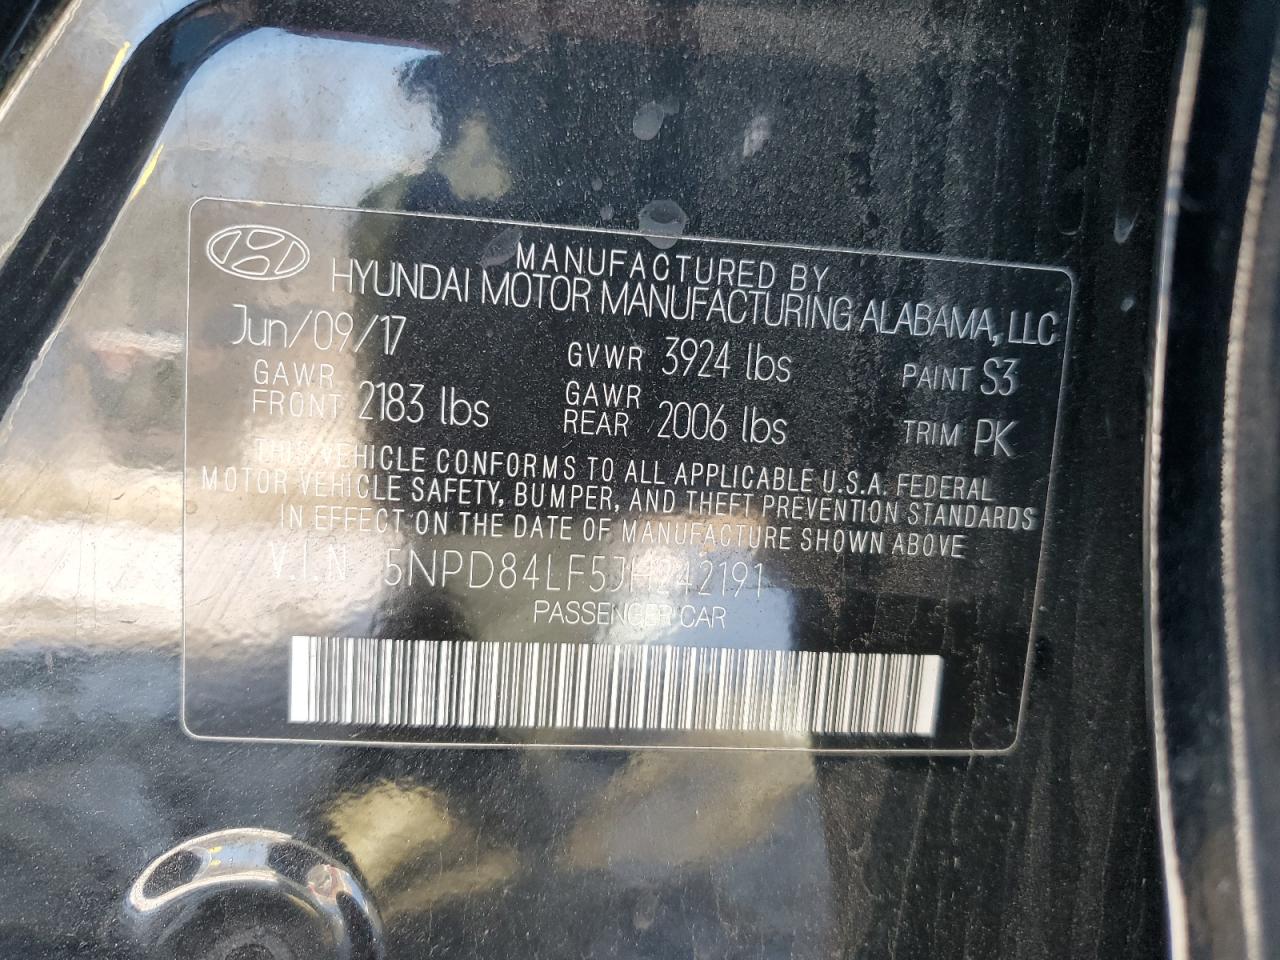 MANUFACTURED BY
HYUNDAI MOTOR MANUFACTURING ALABAMA, LLC
Jun/09/17
GAWR FRONT 2183 lbs
GVWR 3924 lbs
GAWR REAR 2006 lbs
PAINT S3
TRIM PK
THIS VEHICLE CONFORMS TO ALL APPLICABLE U.S.A. FEDERAL
MOTOR VEHICLE SAFETY, BUMPER, AND THEFT PREVENTION STANDARDS
IN EFFECT ON THE DATE OF MANUFACTURE SHOWN ABOVE
V.I.N 5NPD84LF5JH242191
PASSENGER CAR